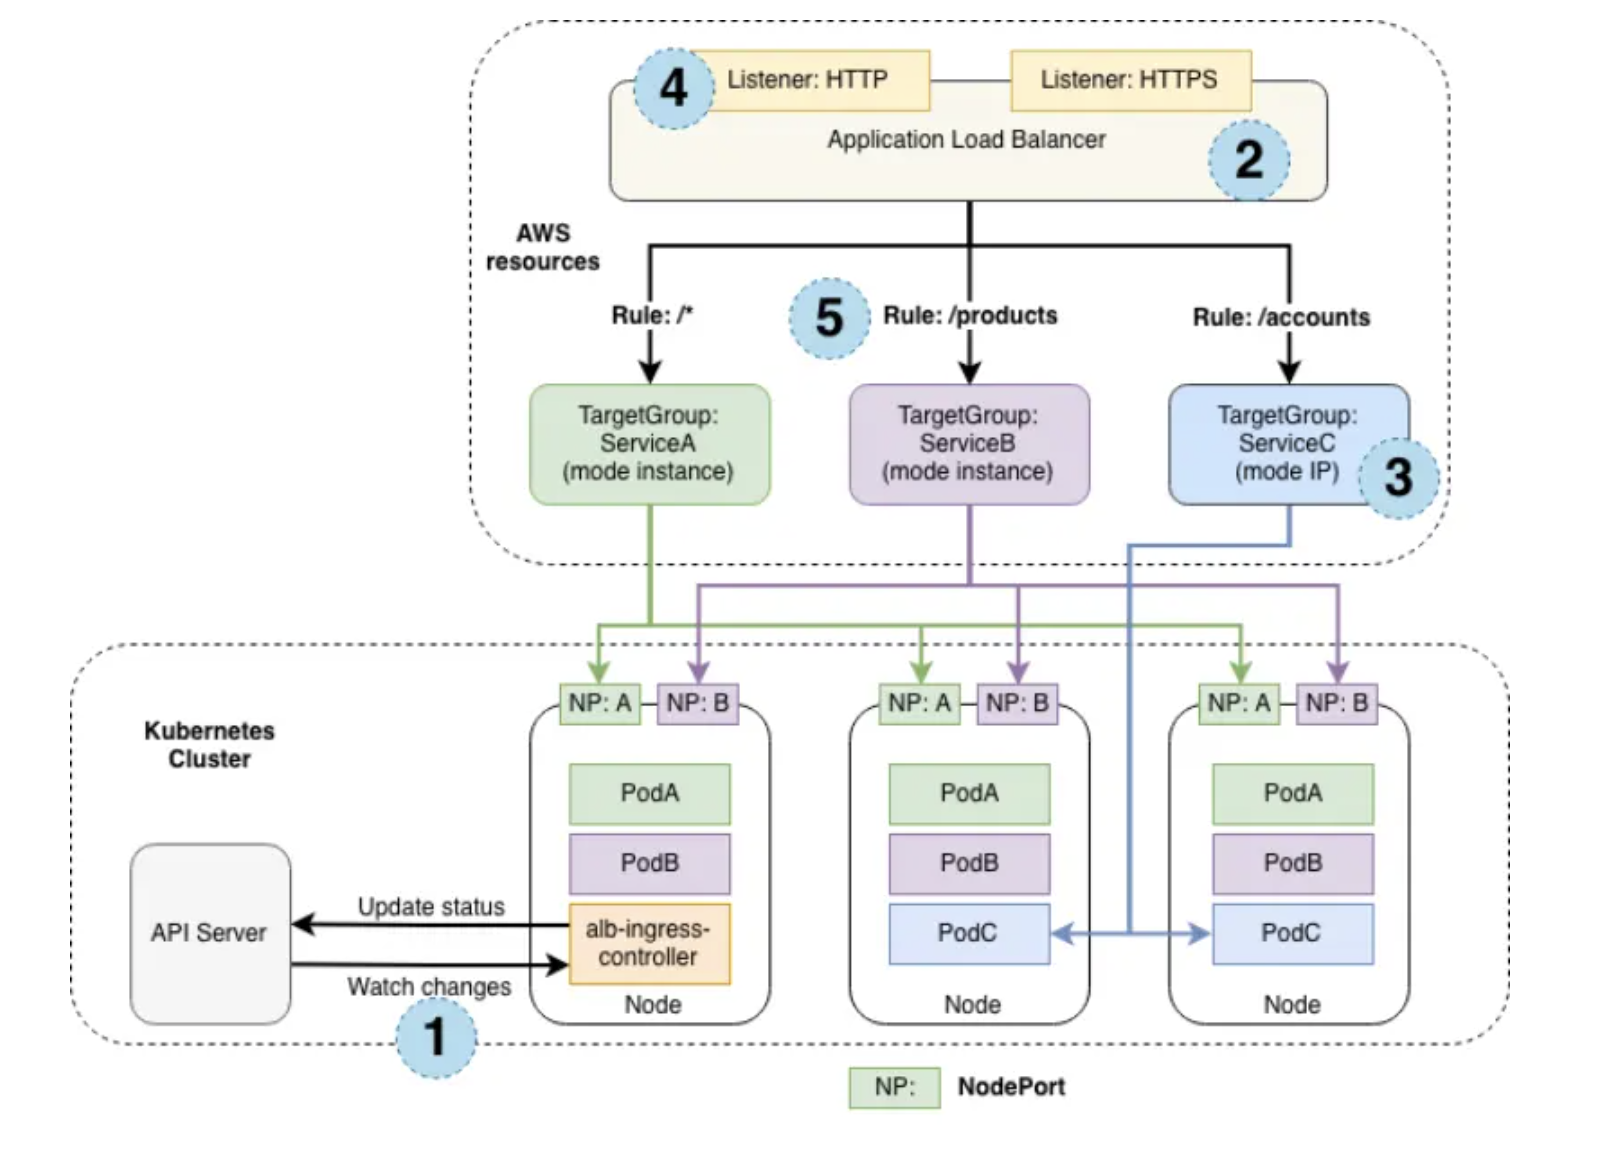 4
Listener: HTTP
Listener: HTTPS
Application Load Balancer
2
AWS
resources
Rule: /*
5
Rule: /products
Rule: /accounts
TargetGroup:
ServiceA
(mode instance)
TargetGroup:
ServiceB
(mode instance)
TargetGroup:
ServiceC
(mode IP)
3
Kubernetes
Cluster
NP: A
NP: B
NP: A
NP: B
NP: A
NP: B
PodA
PodA
PodA
PodB
PodB
PodB
API Server
Update status
alb-ingress-
controller
PodC
PodC
Watch changes
1
Node
Node
Node
NP:
NodePort